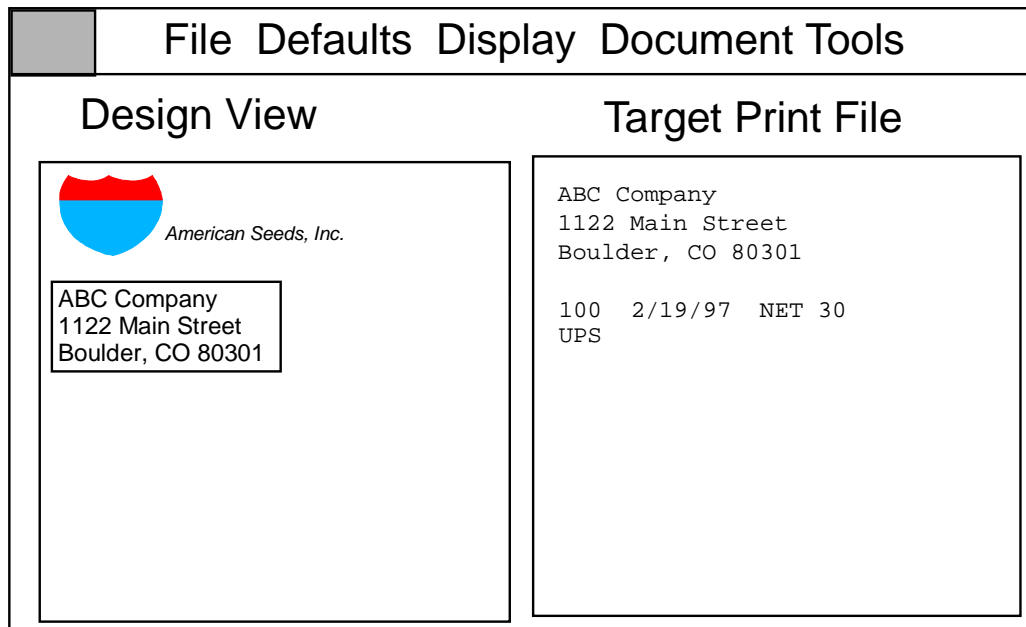 File Defaults Display Document Tools
Design View
Target Print File
American Seeds, Inc.
ABC Company
1122 Main Street
Boulder, CO 80301
ABC Company
1122 Main Street
Boulder, CO 80301
100 2/19/97 NET 30
UPS